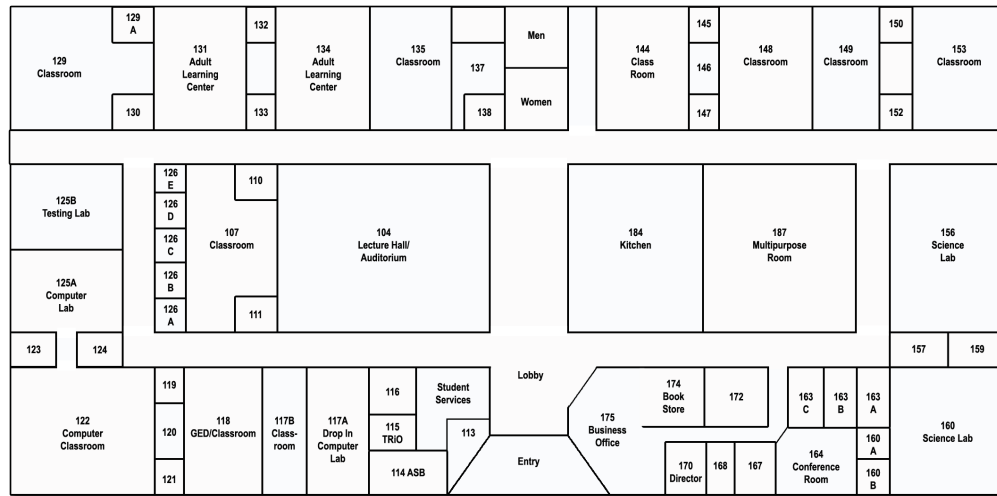 129
Classroom
129
A
130
131
Adult
Learning
Center
132
133
134
Adult
Learning
Center
135
Classroom
137
138
Men
Women
144
Class
Room
145
146
147
148
Classroom
149
Classroom
150
152
153
Classroom
125B
Testing Lab
125A
Computer
Lab
123
124
126
E
126
D
126
C
126
B
126
A
110
107
Classroom
111
104
Lecture Hall/
Auditorium
184
Kitchen
187
Multipurpose
Room
156
Science
Lab
157
159
122
Computer
Classroom
119
120
121
118
GED/Classroom
117B
Class-
room
117A
Drop In
Computer
Lab
116
115
TRiO
114 ASB
Student
Services
113
Lobby
Entry
175
Business
Office
174
Book
Store
172
170
Director
168
167
163
C
163
B
163
A
164
Conference
Room
160
A
160
B
160
Science Lab